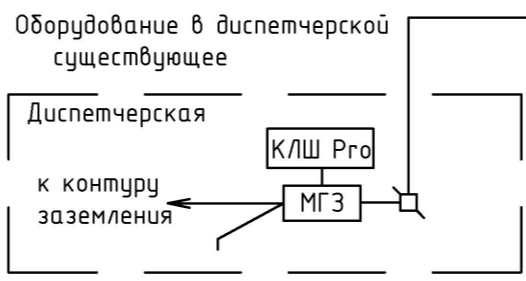 Оборудование в диспетчерской
существующее
Диспетчерская
КЛШ Pro
к контуру
заземления
МГЗ